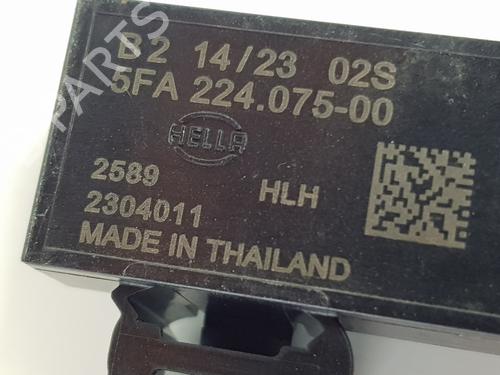 B2 14/23 02S
5FA 224.075-00
HELLA
2589 HLH
2304011
MADE IN THAILAND